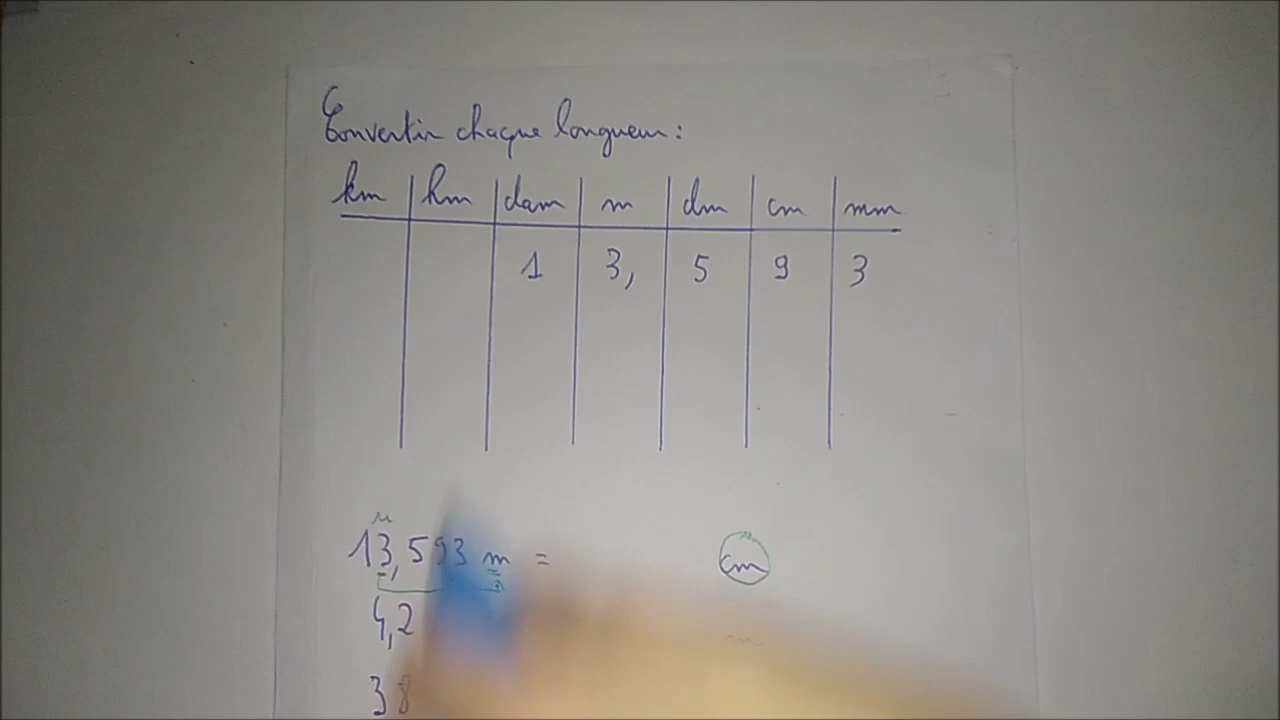 Convertir chaque longueur :
km hm dam m dm cm mm
1 3, 5 9 3
u
13,593 m = cm
4,2
38